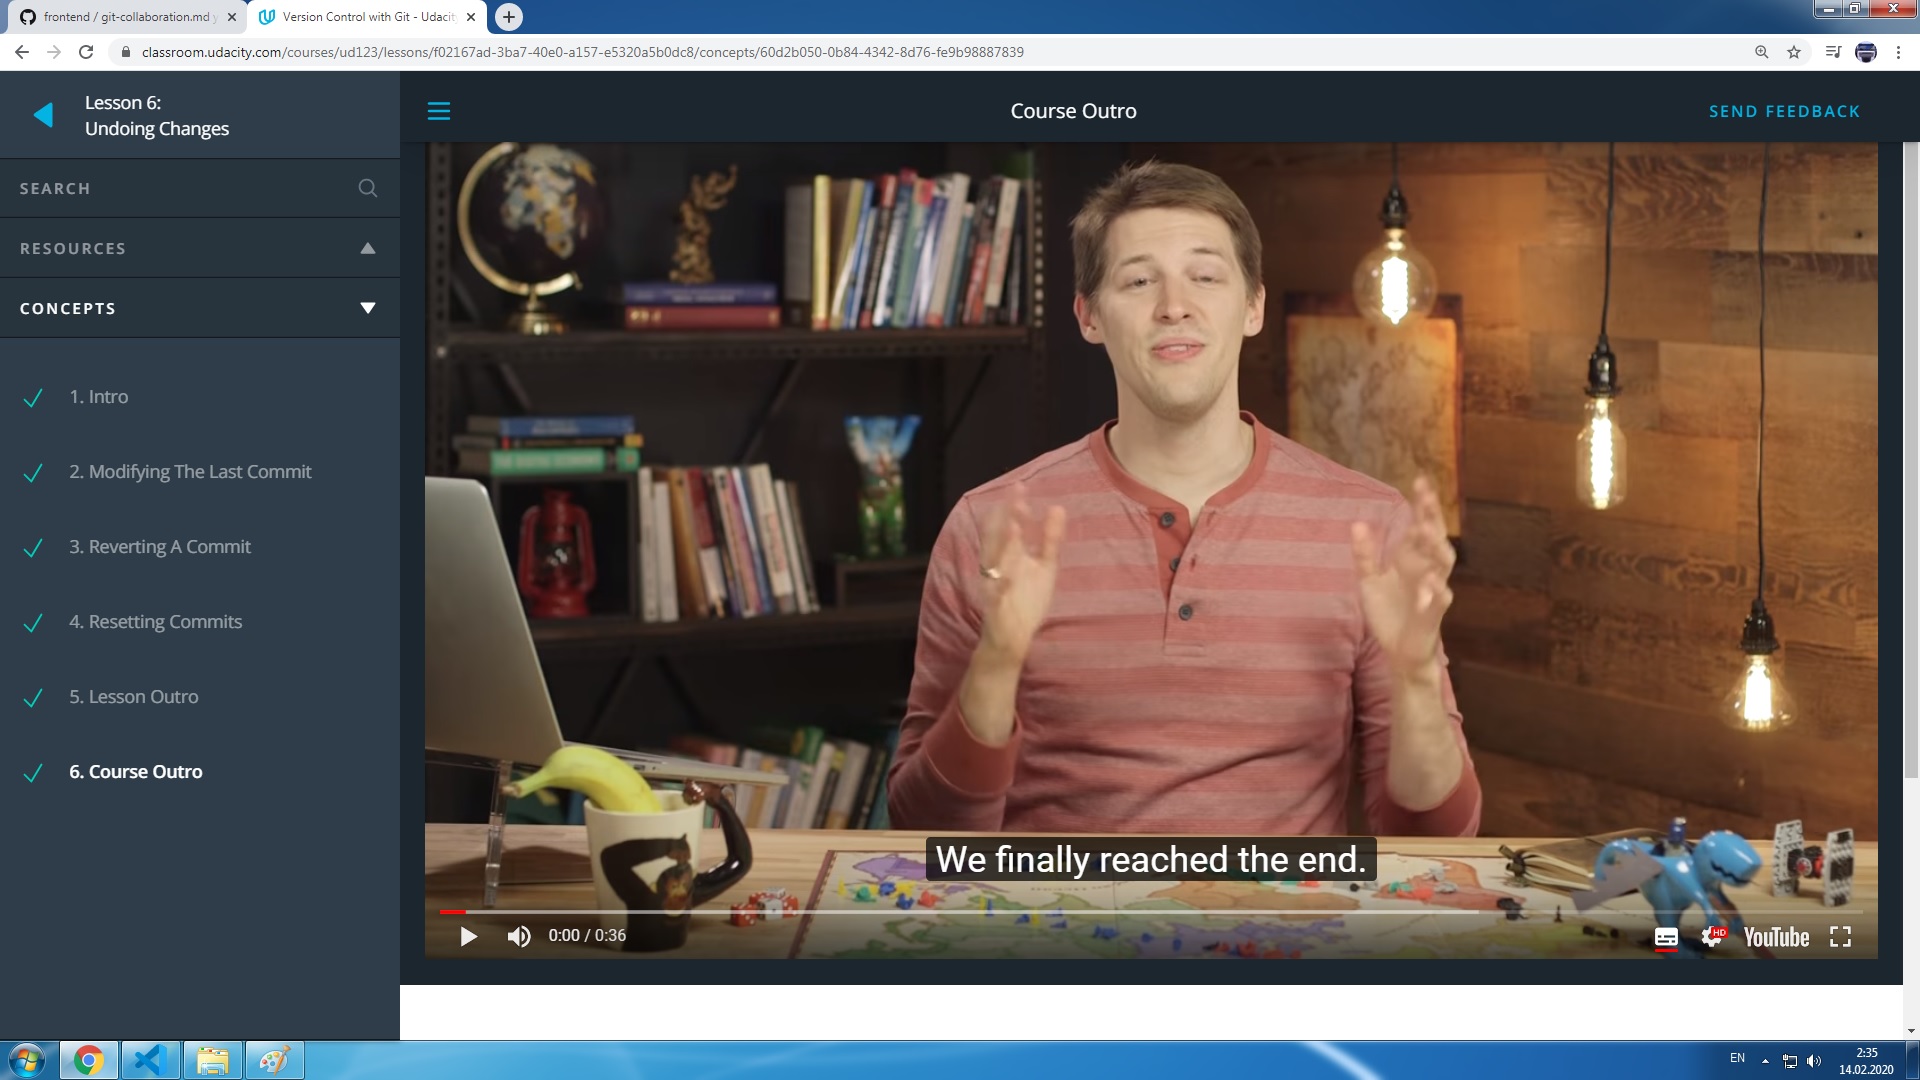 frontend / git-collaboration.md
Version Control with Git - Udacity
classroom.udacity.com/courses/ud123/lessons/f02167ad-3ba7-40e0-a157-e5320a5b0dc8/concepts/60d2b050-0b84-4342-8d76-fe9b98887839
Lesson 6:
Undoing Changes
Course Outro
SEND FEEDBACK
SEARCH
RESOURCES
CONCEPTS
1. Intro
2. Modifying The Last Commit
3. Reverting A Commit
4. Resetting Commits
5. Lesson Outro
6. Course Outro
We finally reached the end.
0:00 / 0:36
HD
YouTube
EN
2:35
14.02.2020